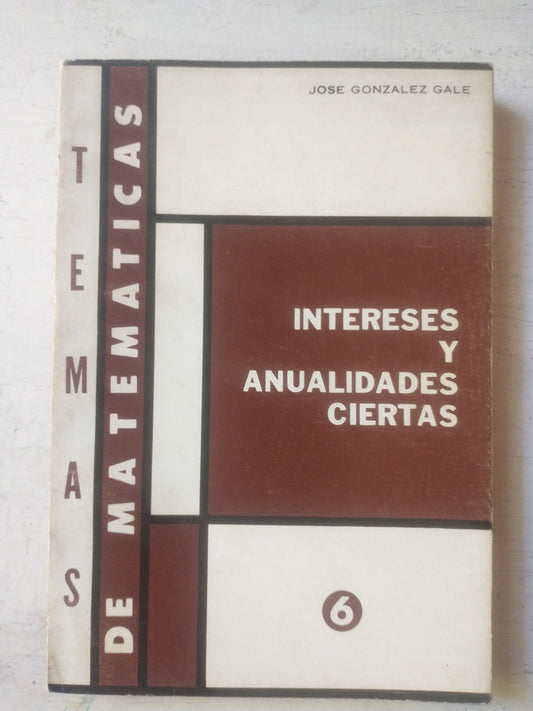 JOSE GONZALEZ GALE
TEMAS
DE MATEMATICAS
INTERESES
Y
ANUALIDADES
CIERTAS
6